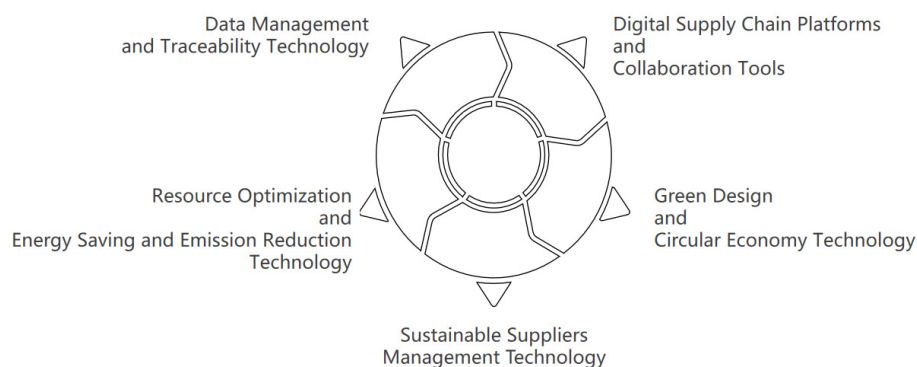 Data Management
and Traceability Technology
Digital Supply Chain Platforms
and
Collaboration Tools
Resource Optimization
and
Energy Saving and Emission Reduction
Technology
Green Design
and
Circular Economy Technology
Sustainable Suppliers
Management Technology